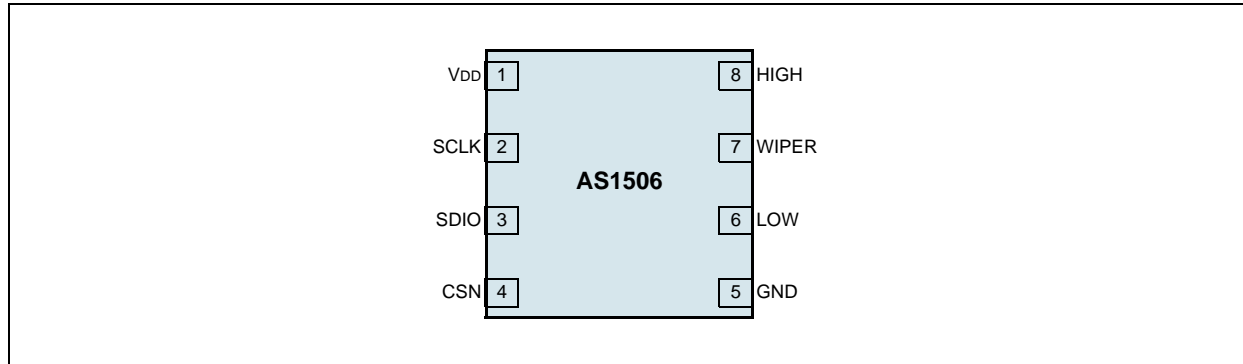 VDD 1 8 HIGH
SCLK 2 7 WIPER
AS1506
SDIO 3 6 LOW
CSN 4 5 GND